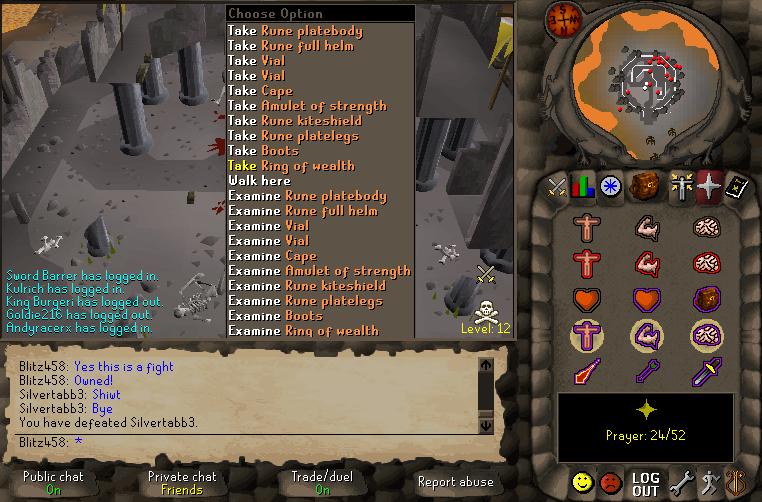 Choose Option
Take Rune platebody
Take Rune full helm
Take Vial
Take Vial
Take Cape
Take Amulet of strength
Take Rune kiteshield
Take Rune platelegs
Take Boots
Take Ring of wealth
Walk here
Examine Rune platebody
Examine Rune full helm
Examine Vial
Examine Vial
Examine Cape
Examine Amulet of strength
Examine Rune kiteshield
Examine Rune platelegs
Examine Boots
Examine Ring of wealth
Sword Barrer has logged in.
Kulrich has logged in.
King Burgeri has logged out.
Goldie216 has logged out.
Andyracerx has logged in.
Level: 12
Blitz458: Yes this is a fight
Blitz458: Owned!
Silvertabb3: Shiwt
Silvertabb3: Bye
You have defeated Silvertabb3.
Blitz458: *
Prayer: 24/52
Public chat
On
Private chat
Friends
Trade/duel
On
Report abuse
LOG
OUT